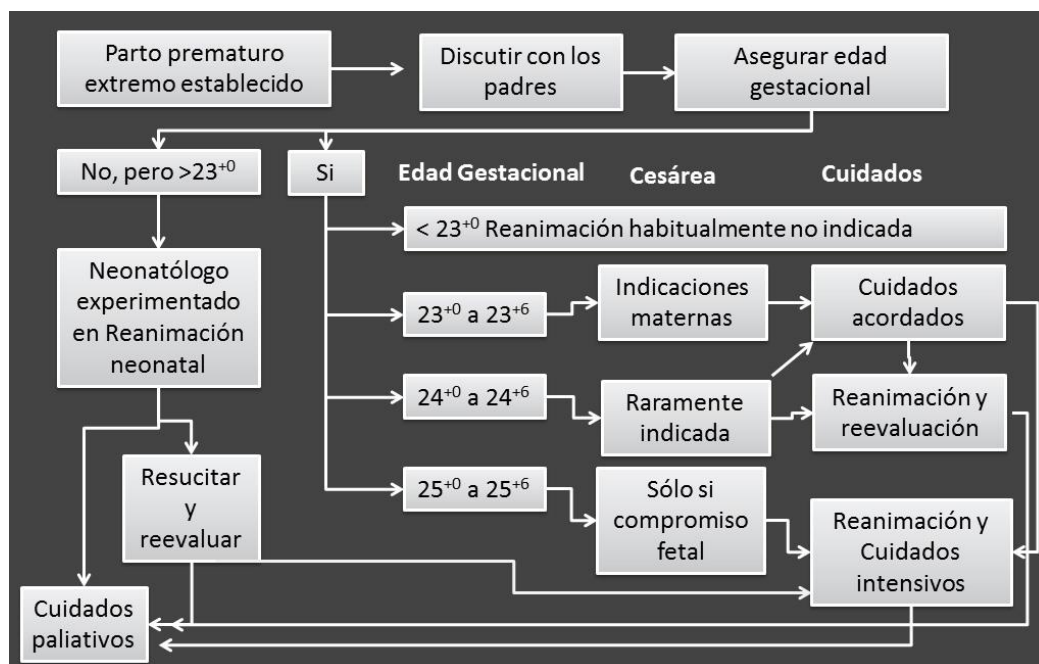 Parto prematuro
extremo establecido
Discutir con los
padres
Asegurar edad
gestacional
No, pero >23⁺⁰
Si
Edad Gestacional
Cesárea
Cuidados
< 23⁺⁰ Reanimación habitualmente no indicada
Neonatólogo
experimentado
en Reanimación
neonatal
23⁺⁰ a 23⁺⁶
Indicaciones
maternas
Cuidados
acordados
24⁺⁰ a 24⁺⁶
Raramente
indicada
Reanimación y
reevaluación
Resucitar
y
reevaluar
25⁺⁰ a 25⁺⁶
Sólo si
compromiso
fetal
Reanimación y
Cuidados
intensivos
Cuidados
paliativos